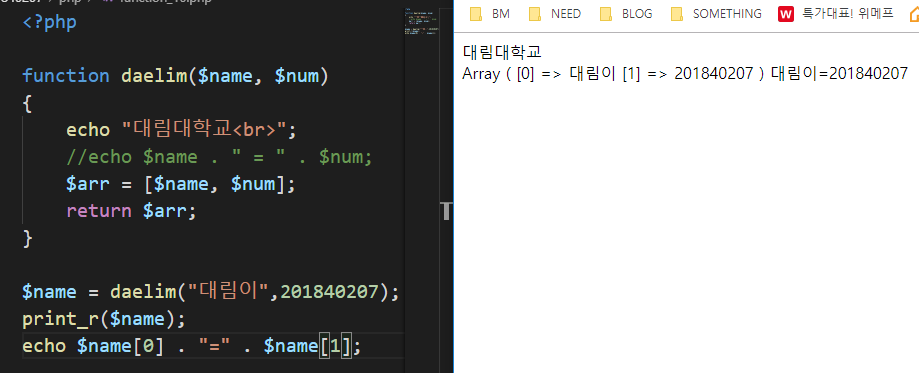 php
function_10.php
<?php
function daelim($name, $num)
{
echo "대림대학교<br>";
//echo $name . " = " . $num;
$arr = [$name, $num];
return $arr;
}
$name = daelim("대림이",201840207);
print_r($name);
echo $name[0] . "=" . $name[1];
BM NEED BLOG SOMETHING W 특가대표! 위메프
대림대학교
Array ( [0] => 대림이 [1] => 201840207 ) 대림이=201840207